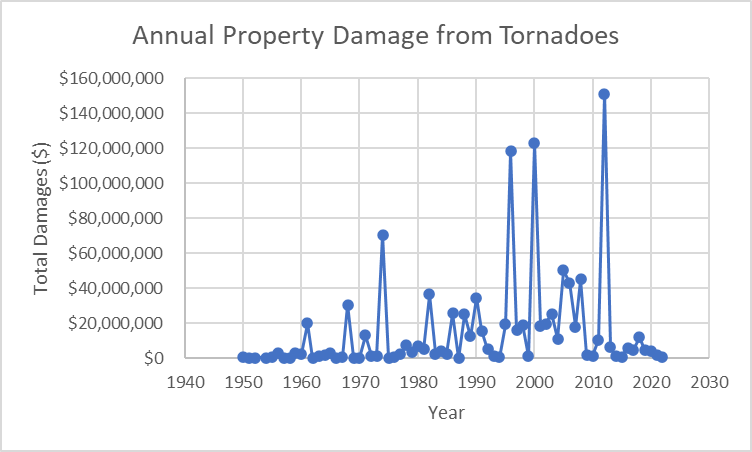 Annual Property Damage from Tornadoes
$160,000,000
$140,000,000
$120,000,000
$100,000,000
$80,000,000
$60,000,000
$40,000,000
$20,000,000
$0
Total Damages ($)
1940 1950 1960 1970 1980 1990 2000 2010 2020 2030
Year